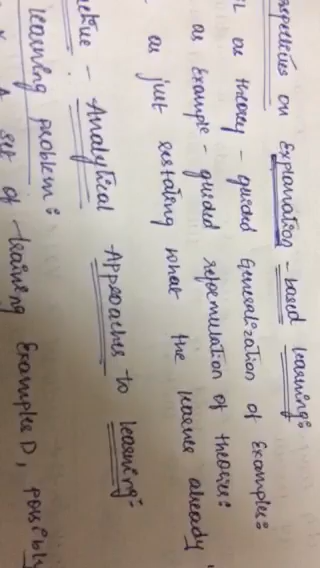 on Explanation - based learning:
as theory - guided Generalization of Examples:
as Example - guided reformulation of theories:
as just restating what the learner already
- Analytical Approaches to learning:
learning problem:
A set of training Examples D, possibly